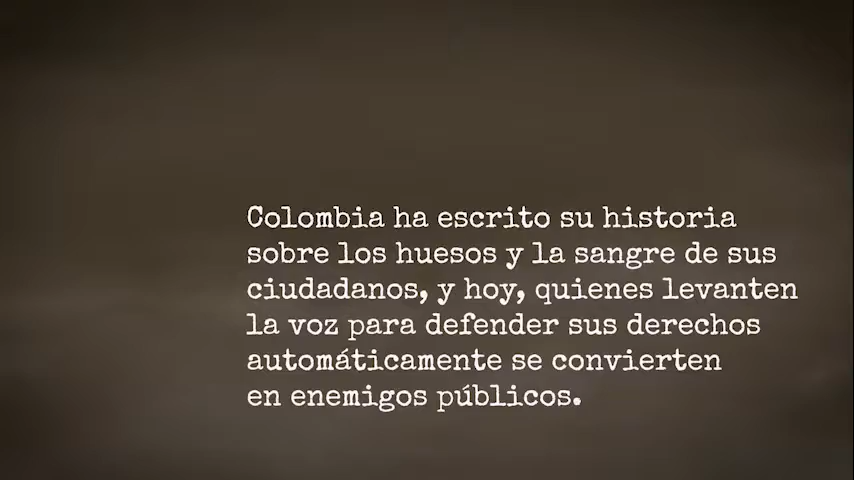 Colombia ha escrito su historia
sobre los huesos y la sangre de sus
ciudadanos, y hoy, quienes levanten
la voz para defender sus derechos
automáticamente se convierten
en enemigos públicos.